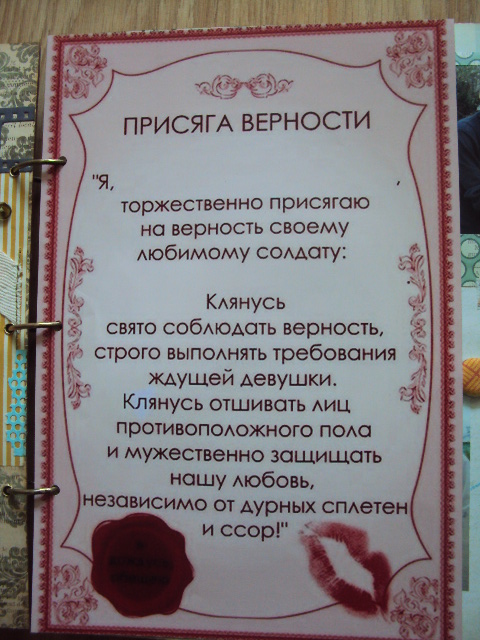 ПРИСЯГА ВЕРНОСТИ
"Я, ,
торжественно присягаю
на верность своему
любимому солдату:
Клянусь
свято соблюдать верность,
строго выполнять требования
ждущей девушки.
Клянусь отшивать лиц
противоположного пола
и мужественно защищать
нашу любовь,
независимо от дурных сплетен
и ссор!"